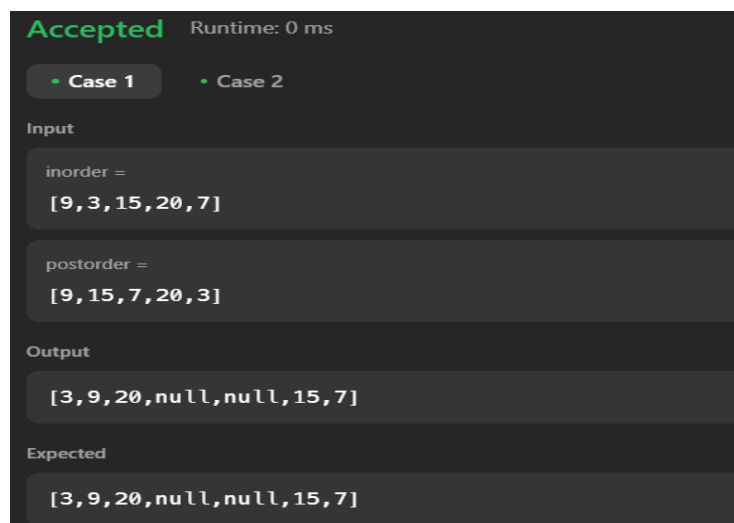 Accepted Runtime: 0 ms
• Case 1 • Case 2
Input
inorder =
[9,3,15,20,7]
postorder =
[9,15,7,20,3]
Output
[3,9,20,null,null,15,7]
Expected
[3,9,20,null,null,15,7]